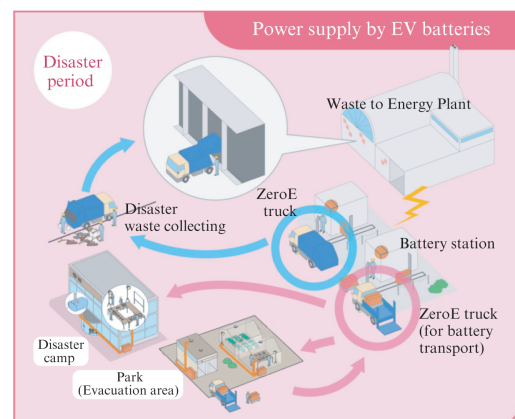 Power supply by EV batteries
Disaster
period
Waste to Energy Plant
ZeroE
truck
Disaster
waste collecting
Battery station
ZeroE truck
(for battery
transport)
Disaster
camp
Park
(Evacuation area)